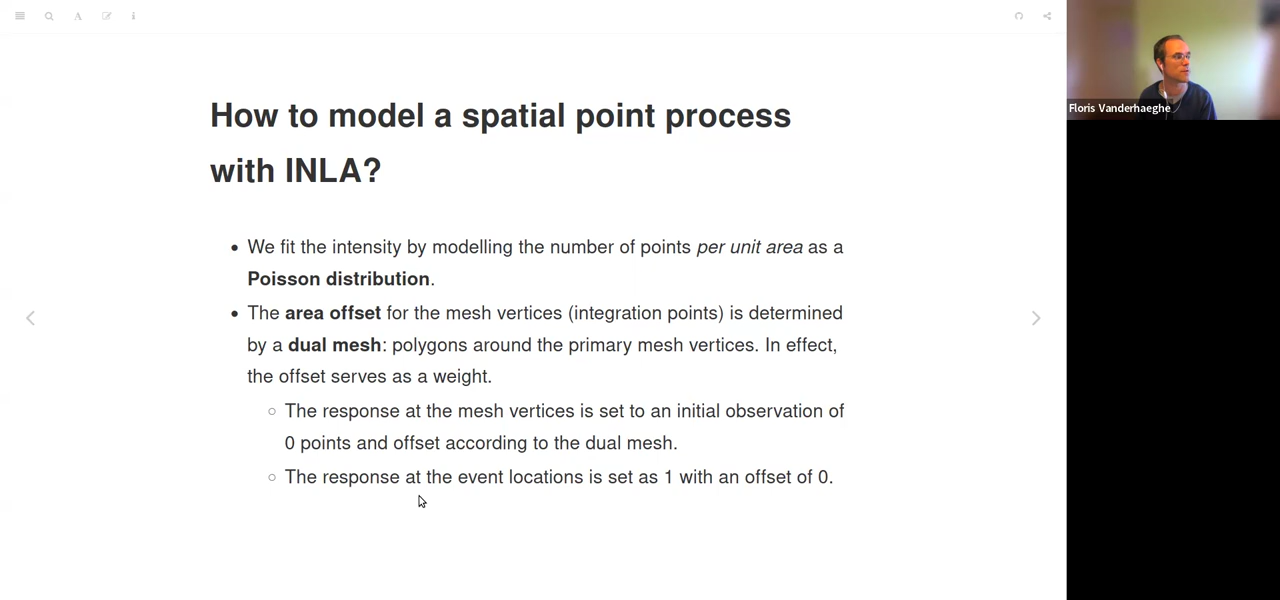 How to model a spatial point process
with INLA?
• We fit the intensity by modelling the number of points per unit area as a
Poisson distribution.
• The area offset for the mesh vertices (integration points) is determined
by a dual mesh: polygons around the primary mesh vertices. In effect,
the offset serves as a weight.
◦ The response at the mesh vertices is set to an initial observation of
0 points and offset according to the dual mesh.
◦ The response at the event locations is set as 1 with an offset of 0.
Floris Vanderhaeghe